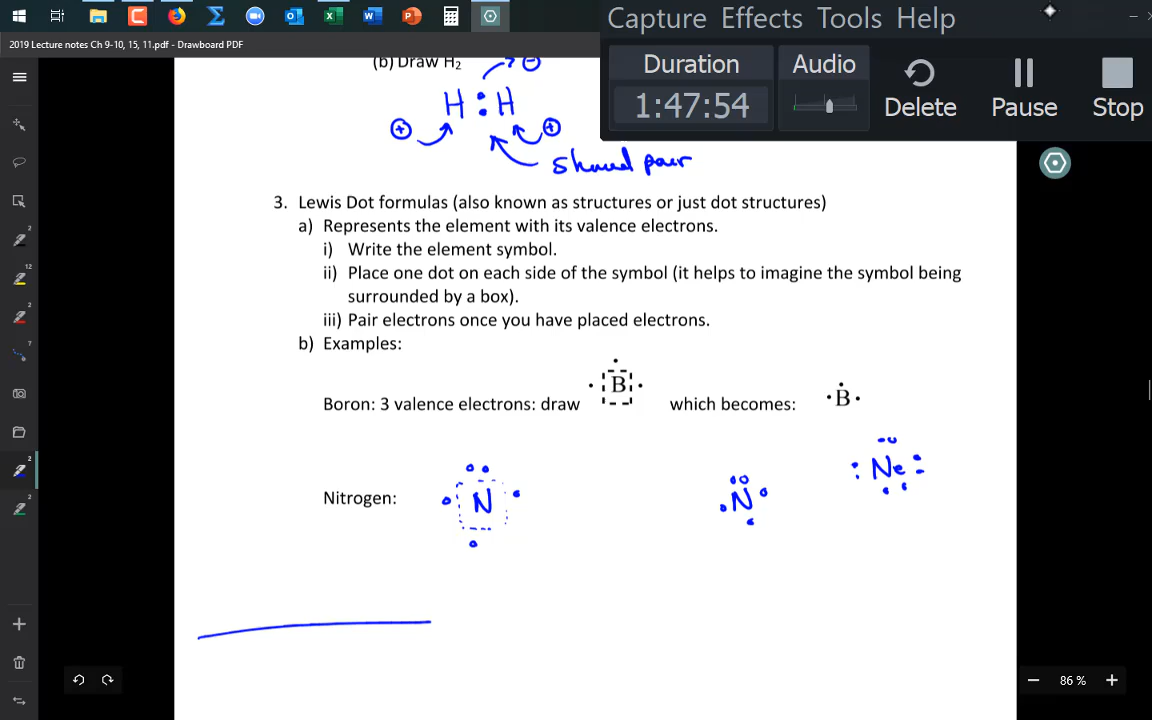 Capture Effects Tools Help
Duration
1:47:54
Audio
Delete
Pause
Stop
2019 Lecture notes Ch 9-10, 15, 11.pdf - Drawboard PDF
(b) Draw H₂
H : H
shared pair
3. Lewis Dot formulas (also known as structures or just dot structures)
a) Represents the element with its valence electrons.
i) Write the element symbol.
ii) Place one dot on each side of the symbol (it helps to imagine the symbol being
surrounded by a box).
iii) Pair electrons once you have placed electrons.
b) Examples:
Boron: 3 valence electrons: draw B which becomes: B
Ne
Nitrogen: N N
86 %